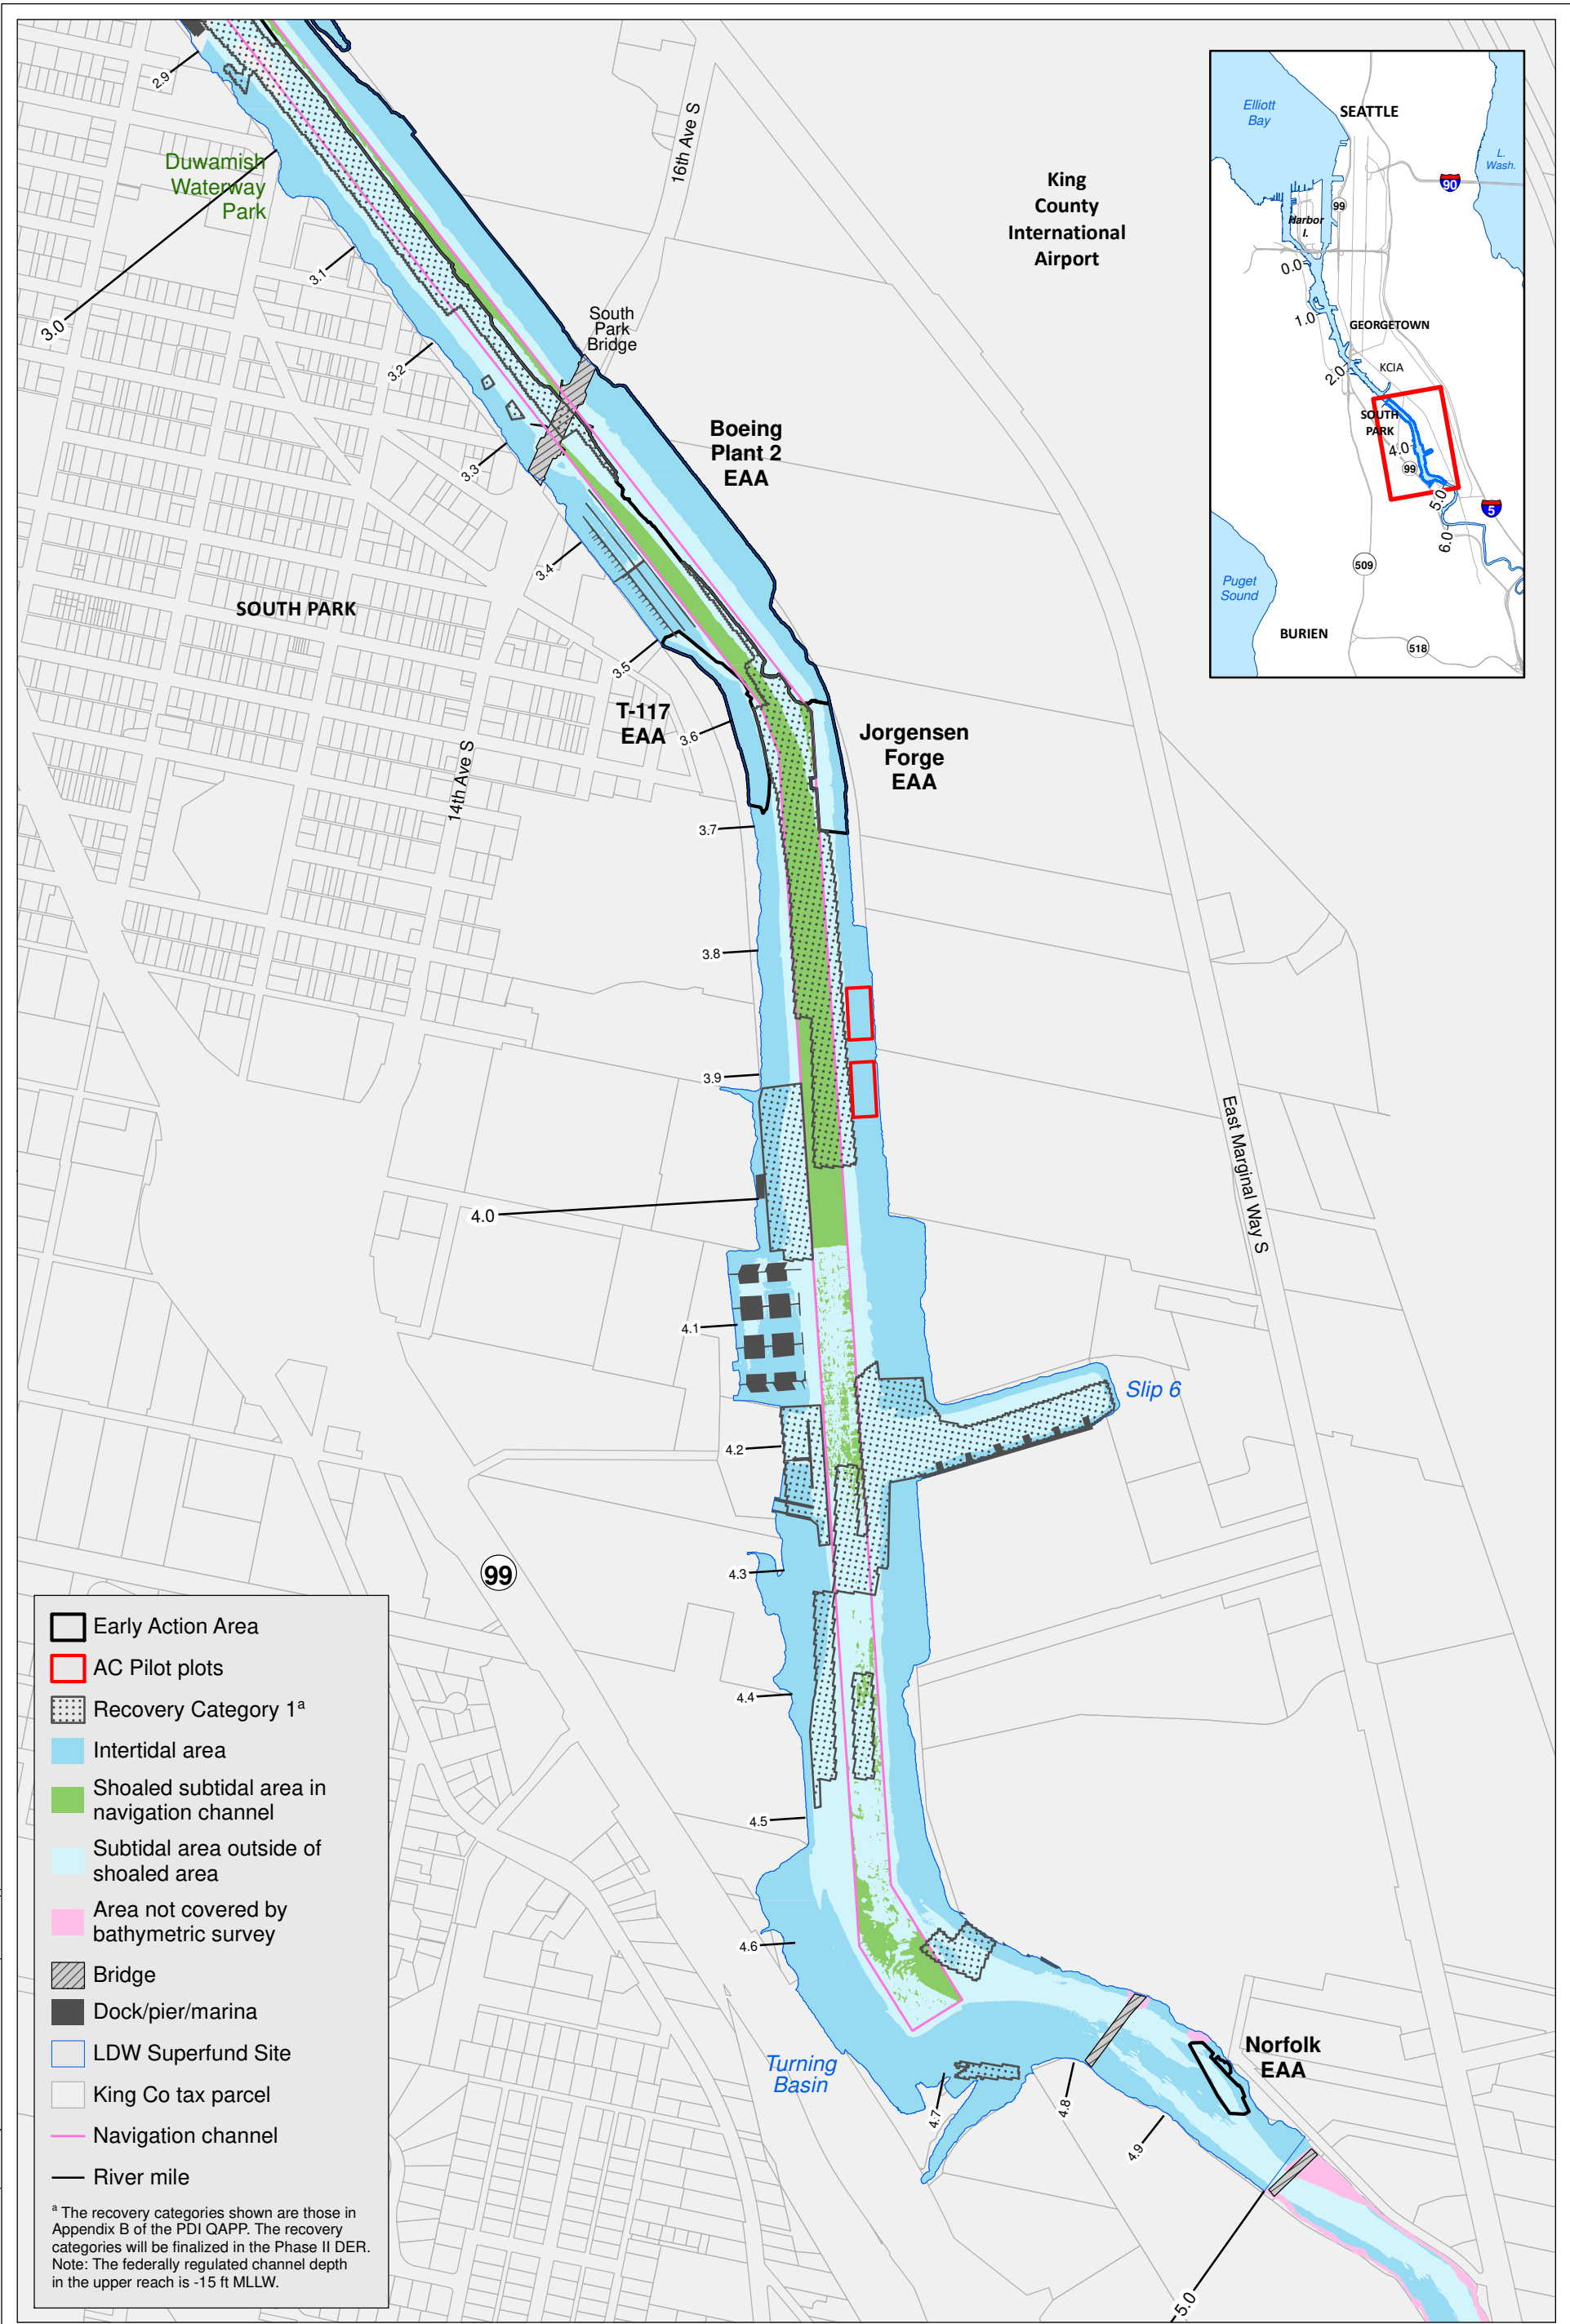 2.9
Duwamish
Waterway
Park
3.0
3.1
3.2
3.3
3.4
3.5
3.6
3.7
3.8
3.9
4.0
4.1
4.2
4.3
4.4
4.5
4.6
4.7
4.8
4.9
5.0
16th Ave S
South
Park
Bridge
King
County
International
Airport
Boeing
Plant 2
EAA
SOUTH PARK
T-117
EAA
Jorgensen
Forge
EAA
14th Ave S
East Marginal Way S
Slip 6
99
Turning
Basin
Norfolk
EAA
Elliott
Bay
SEATTLE
L.
Wash.
90
99
Harbor
I.
0.0
1.0
GEORGETOWN
2.0
KCIA
SOUTH
PARK
4.0
99
5.0
5
6.0
509
Puget
Sound
BURIEN
518
Early Action Area
AC Pilot plots
Recovery Category 1a
Intertidal area
Shoaled subtidal area in
navigation channel
Subtidal area outside of
shoaled area
Area not covered by
bathymetric survey
Bridge
Dock/pier/marina
LDW Superfund Site
King Co tax parcel
Navigation channel
River mile
a The recovery categories shown are those in
Appendix B of the PDI QAPP. The recovery
categories will be finalized in the Phase II DER.
Note: The federally regulated channel depth
in the upper reach is -15 ft MLLW.